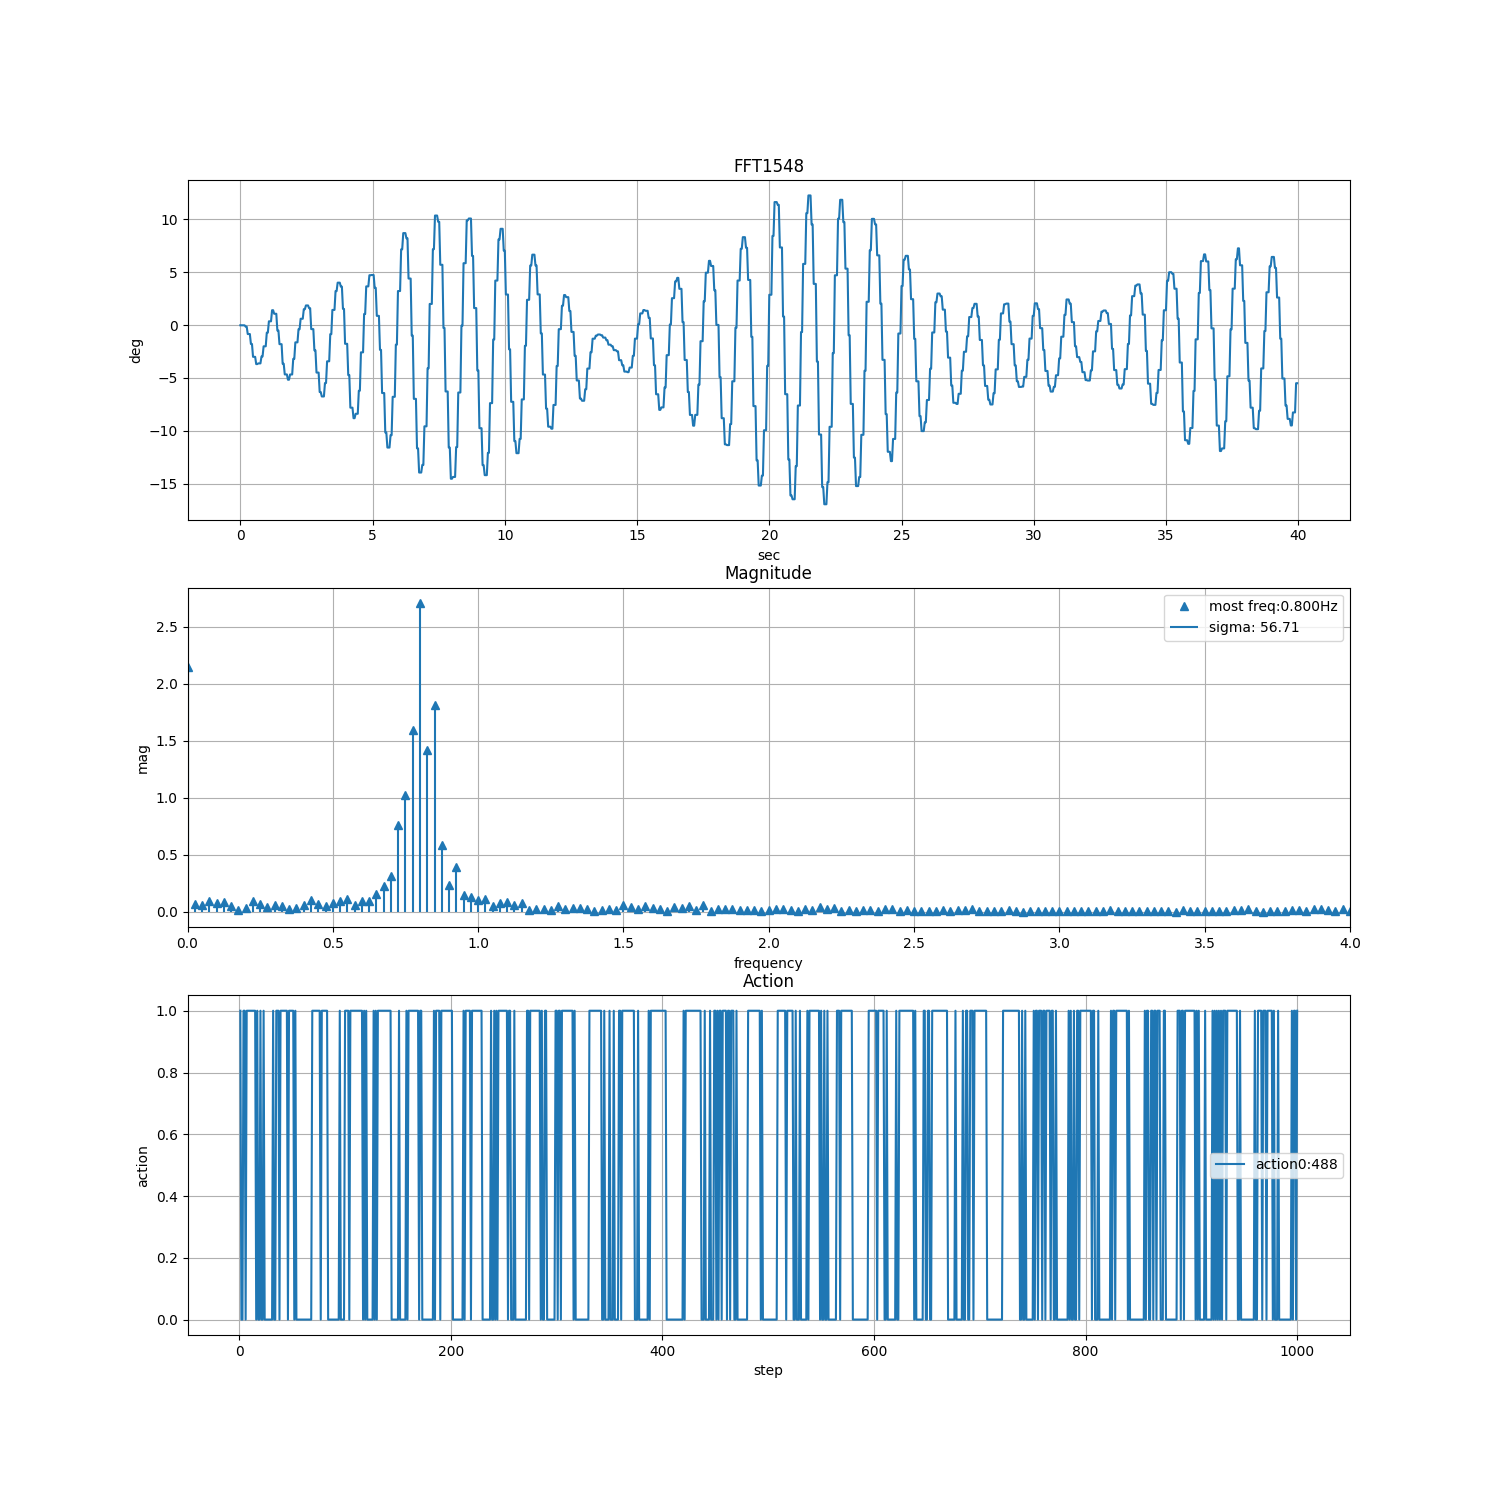 FFT1548
10
5
0
−5
−10
−15
deg
0 5 10 15 20 25 30 35 40
sec
Magnitude
most freq:0.800Hz
sigma: 56.71
2.5
2.0
1.5
1.0
0.5
0.0
mag
0.0 0.5 1.0 1.5 2.0 2.5 3.0 3.5 4.0
frequency
Action
1.0
0.8
0.6
0.4
0.2
0.0
action
action0:488
0 200 400 600 800 1000
step